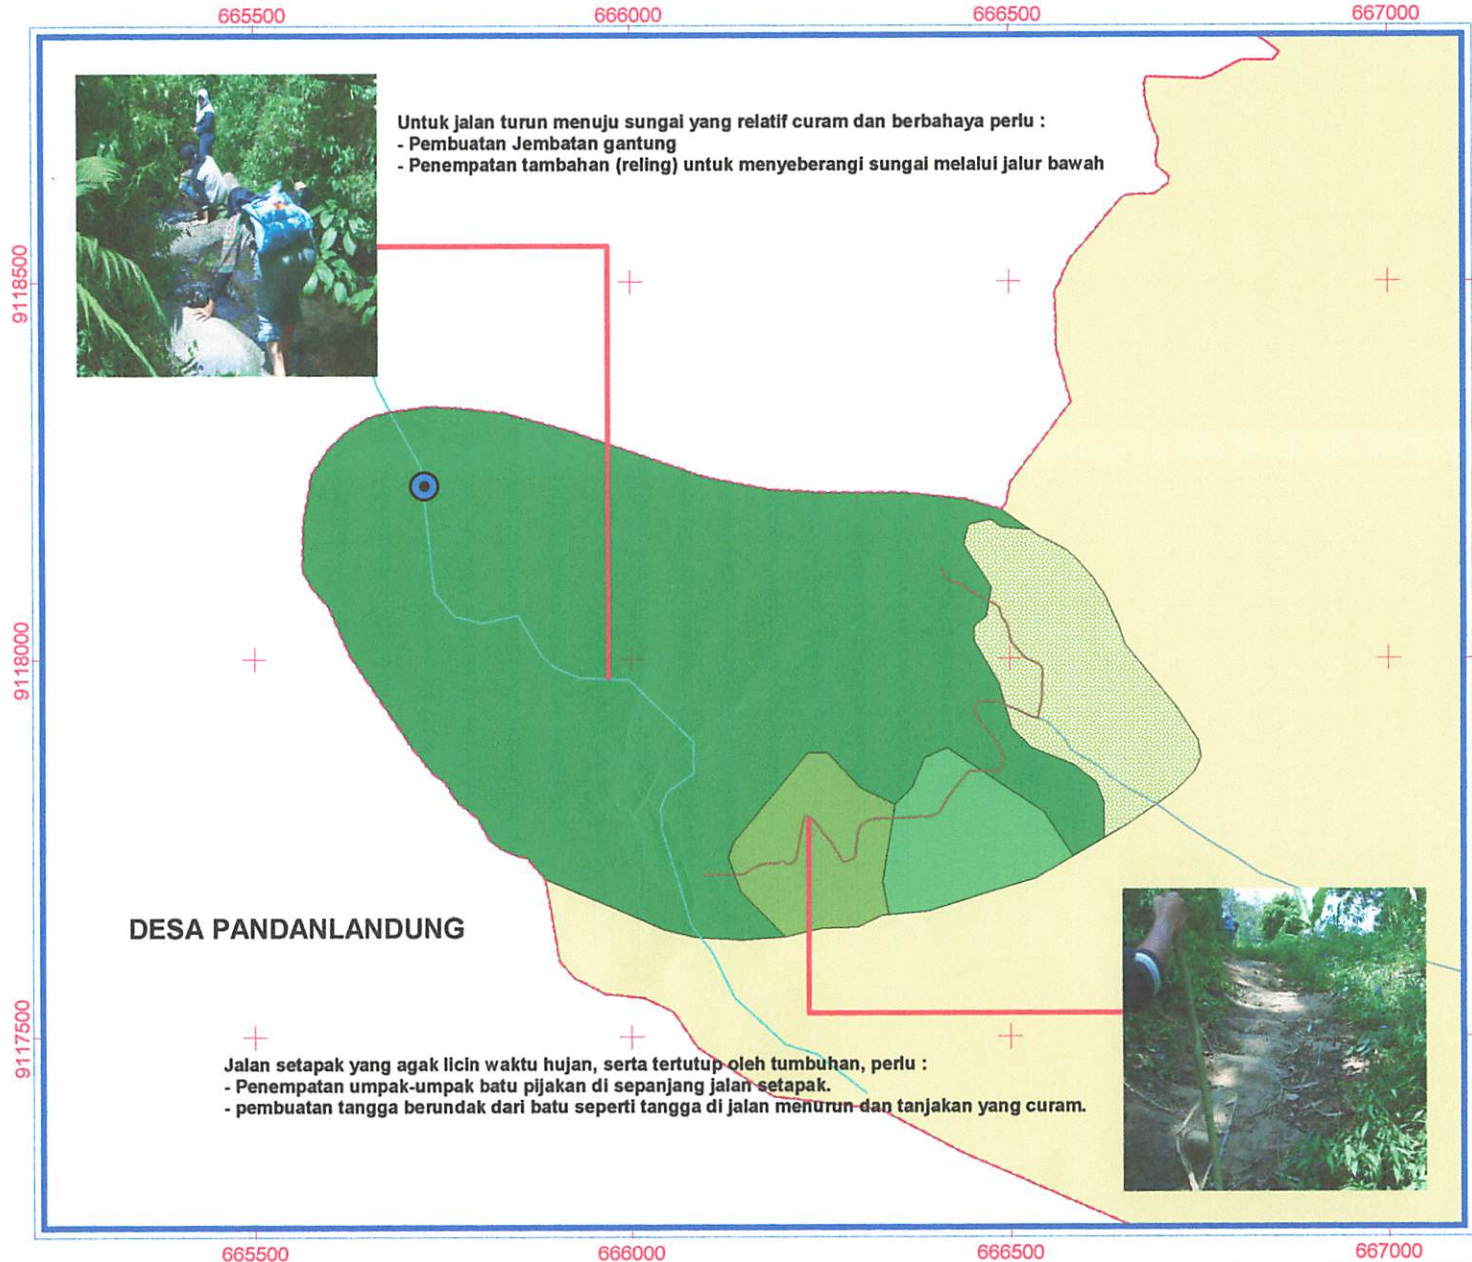 665500 666000 666500 667000
Untuk jalan turun menuju sungai yang relatif curam dan berbahaya perlu :
- Pembuatan Jembatan gantung
- Penempatan tambahan (reling) untuk menyeberangi sungai melalui jalur bawah
9118500
9118000
DESA PANDANLANDUNG
9117500
Jalan setapak yang agak licin waktu hujan, serta tertutup oleh tumbuhan, perlu :
- Penempatan umpak-umpak batu pijakan di sepanjang jalan setapak.
- pembuatan tangga berundak dari batu seperti tangga di jalan menurun dan tanjakan yang curam.
665500 666000 666500 667000